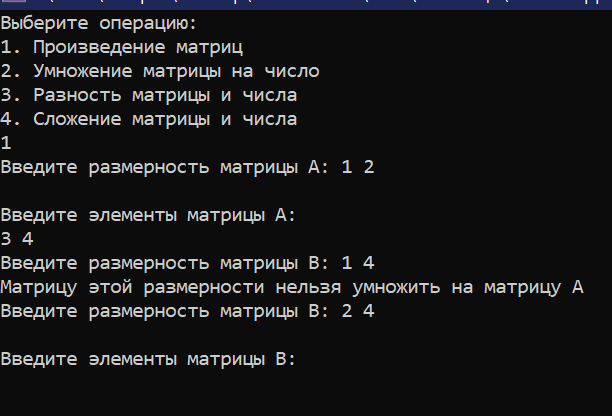 Выберите операцию:
1. Произведение матриц
2. Умножение матрицы на число
3. Разность матрицы и числа
4. Сложение матрицы и числа
1
Введите размерность матрицы A: 1 2
Введите элементы матрицы A:
3 4
Введите размерность матрицы B: 1 4
Матрицу этой размерности нельзя умножить на матрицу A
Введите размерность матрицы B: 2 4
Введите элементы матрицы B: